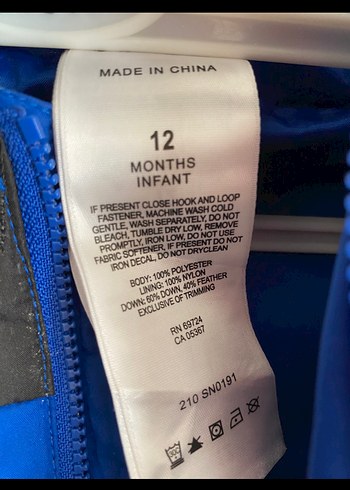 MADE IN CHINA
12
MONTHS
INFANT
IF PRESENT CLOSE HOOK AND LOOP
FASTENER, MACHINE WASH COLD
GENTLE, WASH SEPARATELY, DO NOT
BLEACH, TUMBLE DRY LOW, REMOVE
PROMPTLY, IRON LOW, DO NOT USE
FABRIC SOFTENER, IF PRESENT DO NOT
IRON DECAL, DO NOT DRYCLEAN
BODY: 100% POLYESTER
LINING: 100% NYLON
DOWN: 60% DOWN, 40% FEATHER
EXCLUSIVE OF TRIMMING
RN 69724
CA 05367
210 SN0191